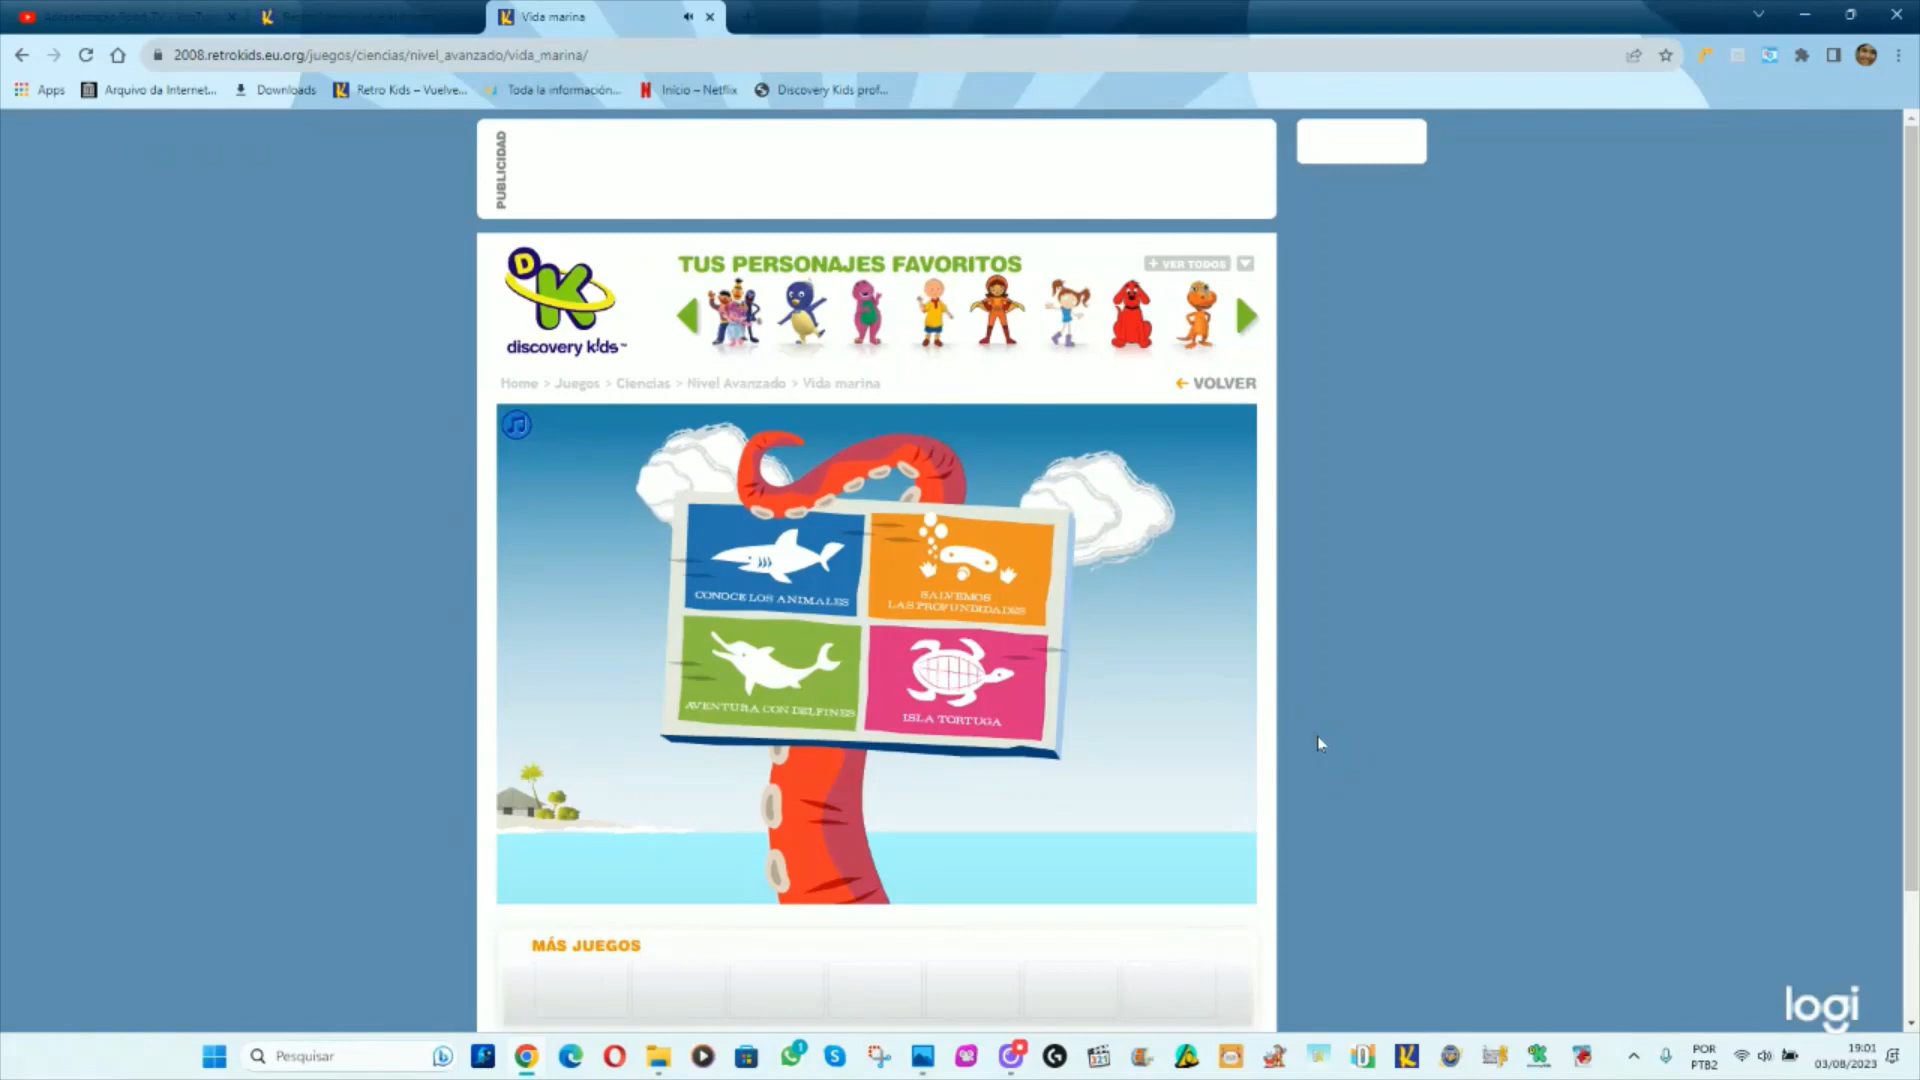 Vida marina
2008.retrokids.eu.org/juegos/ciencias/nivel_avanzado/vida_marina/
Apps
Arquivo da Internet...
Downloads
Retro Kids – Vuelve...
Toda la información...
Início – Netflix
Discovery Kids prof...
PUBLICIDAD
TUS PERSONAJES FAVORITOS
+ VER TODOS
D K
discovery kids™
Home > Juegos > Ciencias > Nivel Avanzado > Vida marina
VOLVER
CONOCE LOS ANIMALES
SALVEMOS
LAS PROFUNDIDADES
AVENTURA CON DELFINES
ISLA TORTUGA
MÁS JUEGOS
logi
Pesquisar
POR
PTB2
19:01
03/08/2023